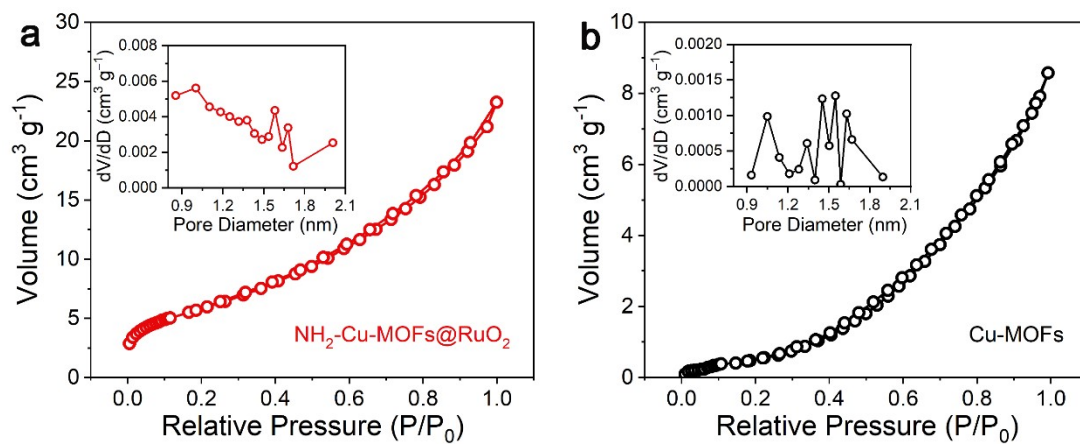 a
Volume (cm³ g⁻¹)
30
25
20
15
10
5
0
0.0 0.2 0.4 0.6 0.8 1.0
Relative Pressure (P/P₀)
NH₂-Cu-MOFs@RuO₂
dV/dD (cm³ g⁻¹)
0.008
0.006
0.004
0.002
0.000
0.9 1.2 1.5 1.8 2.1
Pore Diameter (nm)
b
Volume (cm³ g⁻¹)
10
8
6
4
2
0
0.0 0.2 0.4 0.6 0.8 1.0
Relative Pressure (P/P₀)
Cu-MOFs
dV/dD (cm³ g⁻¹)
0.0020
0.0015
0.0010
0.0005
0.0000
0.9 1.2 1.5 1.8 2.1
Pore Diameter (nm)